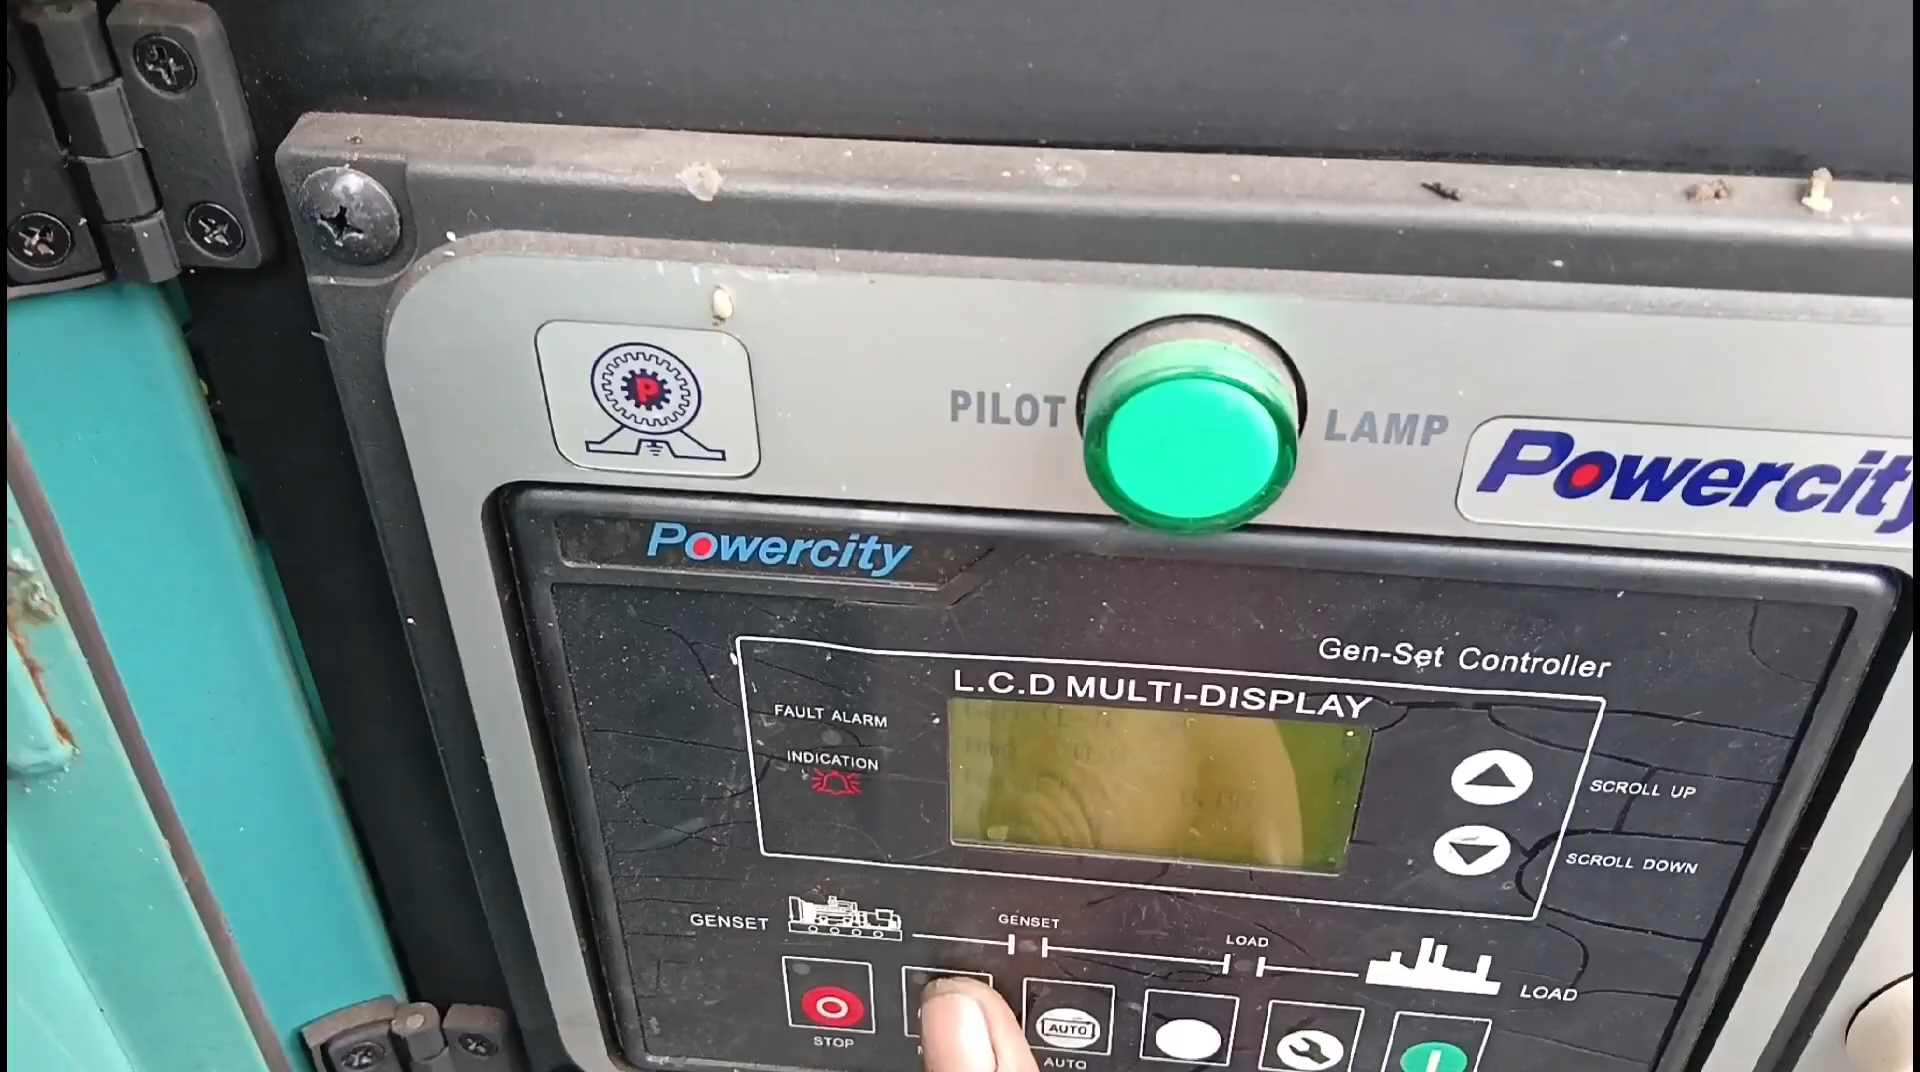 P
PILOT LAMP
Powercity
Powercity
Gen-Set Controller
L.C.D MULTI-DISPLAY
FAULT ALARM
INDICATION
SCROLL UP
SCROLL DOWN
GENSET
GENSET
LOAD
LOAD
AUTO
STOP
AUTO